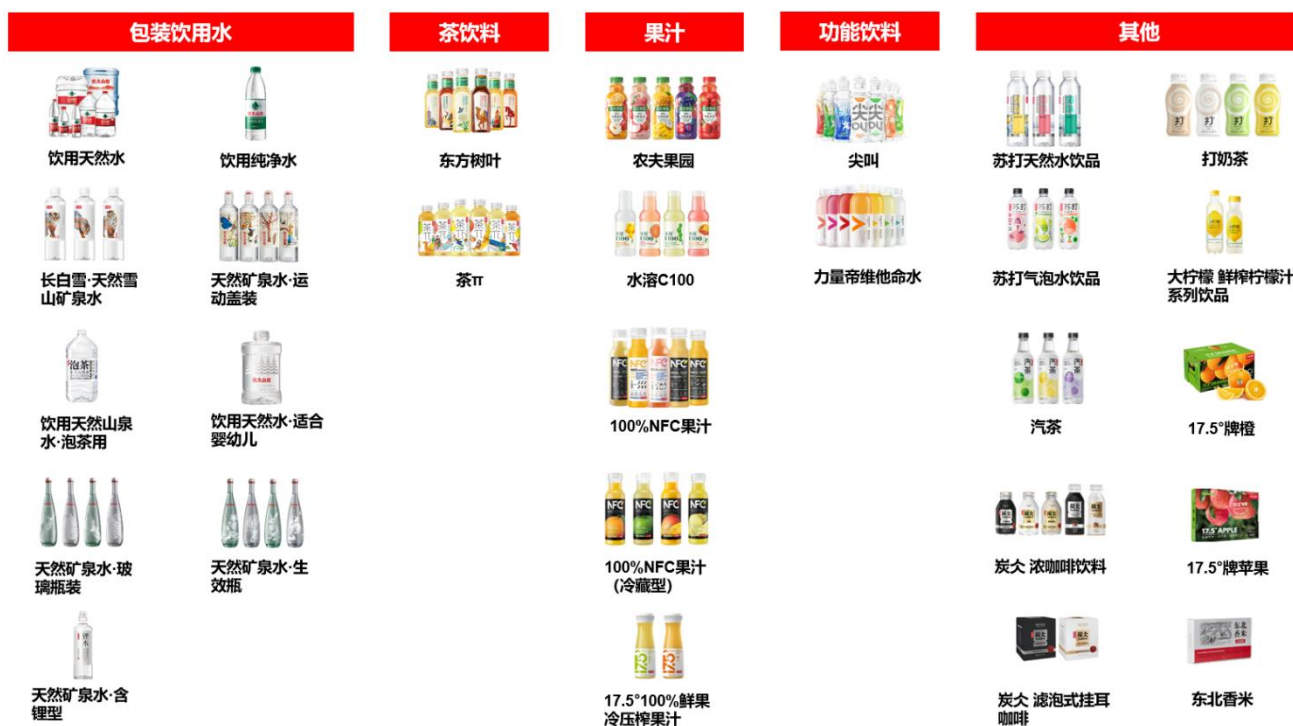 包装饮用水
茶饮料
果汁
功能饮料
其他
饮用天然水
饮用纯净水
东方树叶
农夫果园
尖叫
苏打天然水饮品
打奶茶
长白雪·天然雪
山矿泉水
天然矿泉水·运
动盖装
茶π
水溶C100
力量帝维他命水
苏打气泡水饮品
大柠檬 鲜榨柠檬汁
系列饮品
饮用天然山泉
水·泡茶用
饮用天然水·适合
婴幼儿
100%NFC果汁
汽茶
17.5°牌橙
天然矿泉水·玻
璃瓶装
天然矿泉水·生
效瓶
100%NFC果汁
(冷藏型)
炭仌 浓咖啡饮料
17.5°牌苹果
天然矿泉水·含
锂型
17.5°100%鲜果
冷压榨果汁
炭仌 滤泡式挂耳
咖啡
东北香米